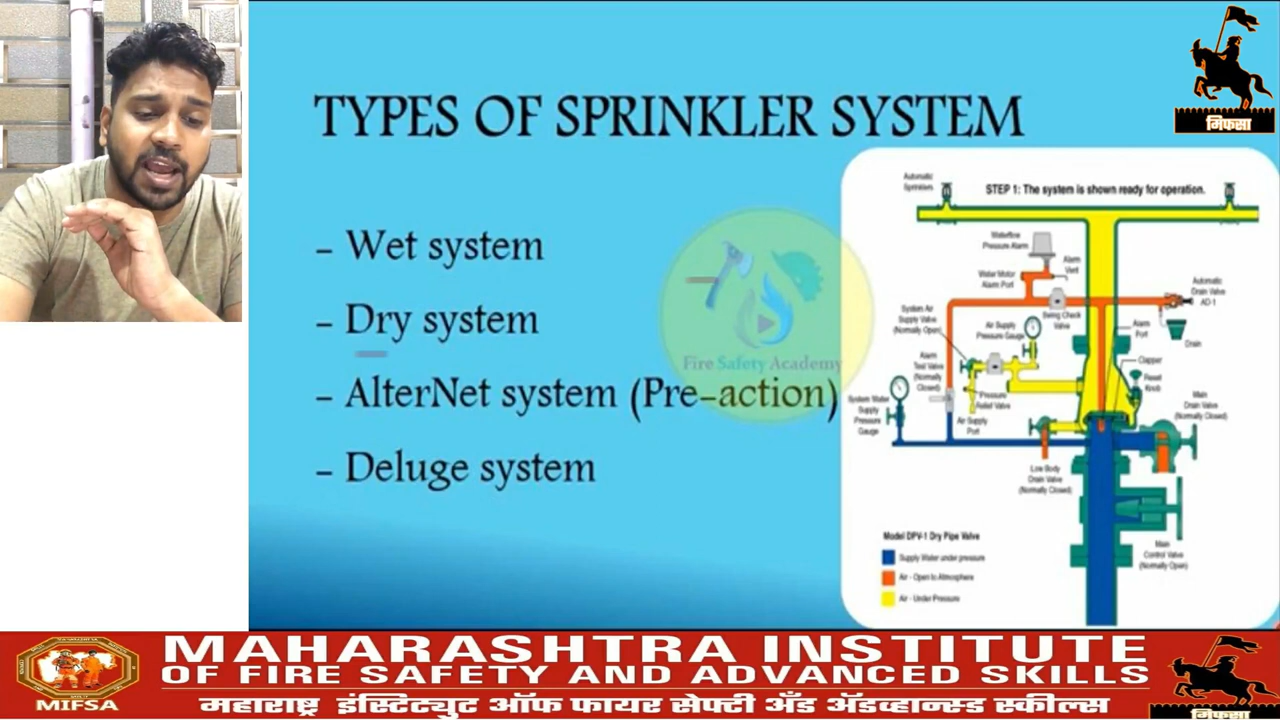 मिफसा
TYPES OF SPRINKLER SYSTEM
- Wet system
- Dry system
- AlterNet system (Pre-action)
- Deluge system
Fire Safety Academy
STEP 1: The system is shown ready for operation.
Automatic
Sprinklers
Waterflow
Pressure Alarm
Alarm
Vent
Water Motor
Alarm Port
Automatic
Drain Valve
AD-1
System Air
Supply Valve
(Normally Open)
Air Supply
Pressure Gauge
Swing Check
Valve
Alarm
Port
Drain
Alarm
Test Valve
(Normally
Closed)
Clapper
Reset
Knob
System Water
Supply
Pressure
Gauge
Pressure
Relief Valve
Air Supply
Port
Main
Drain Valve
(Normally Closed)
Low Body
Drain Valve
(Normally Closed)
Main
Control Valve
(Normally Open)
Model DPV-1 Dry Pipe Valve
Supply Water under pressure
Air - Open to Atmosphere
Air - Under Pressure
MIFSA
MAHARASHTRA INSTITUTE
OF FIRE SAFETY AND ADVANCED SKILLS
महाराष्ट्र इंस्टिट्युट ऑफ फायर सेफ्टी अँड अ‍ॅडव्हान्स्ड स्कील्स
मिफसा